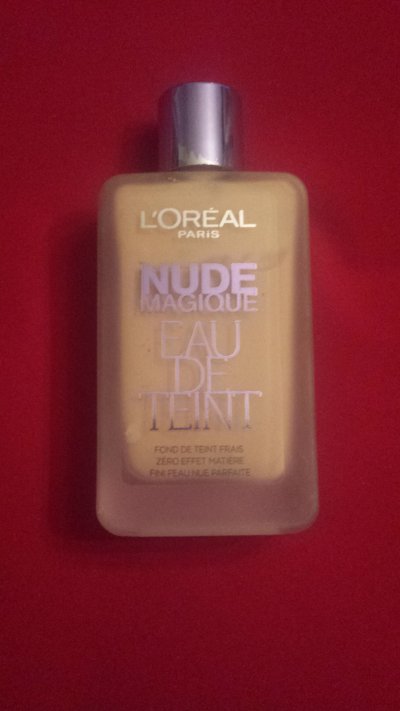 L'ORÉAL
PARIS
NUDE
MAGIQUE
EAU
DE
TEINT
FOND DE TEINT FRAIS
ZÉRO EFFET MATIÈRE
FINI PEAU NUE PARFAITE